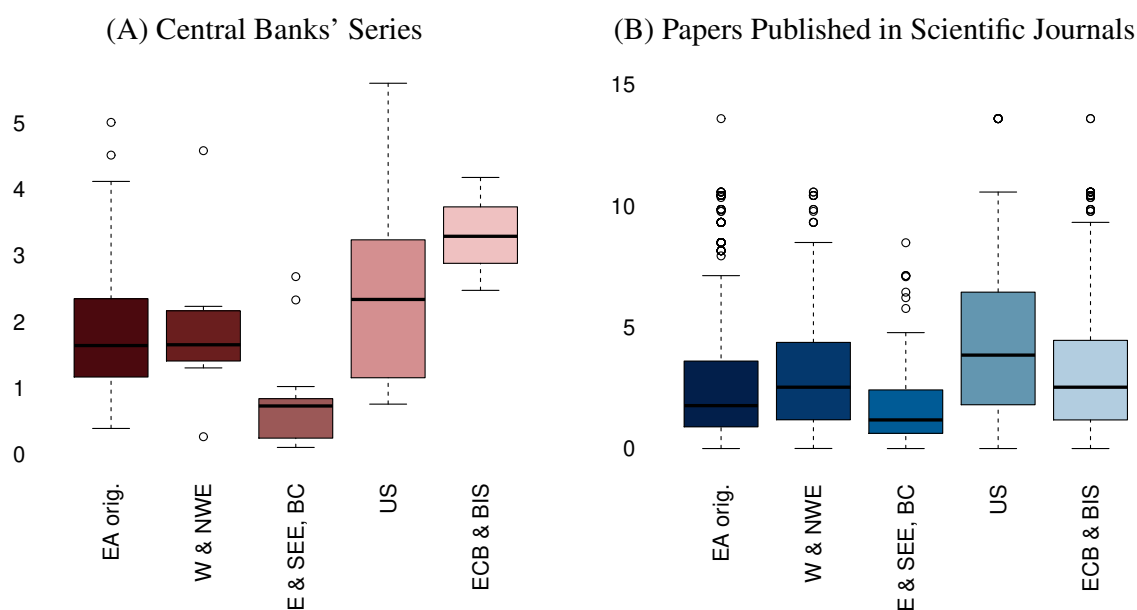 (A) Central Banks' Series
5
4
3
2
1
0
EA orig.
W & NWE
E & SEE, BC
US
ECB & BIS
(B) Papers Published in Scientific Journals
15
10
5
0
EA orig.
W & NWE
E & SEE, BC
US
ECB & BIS